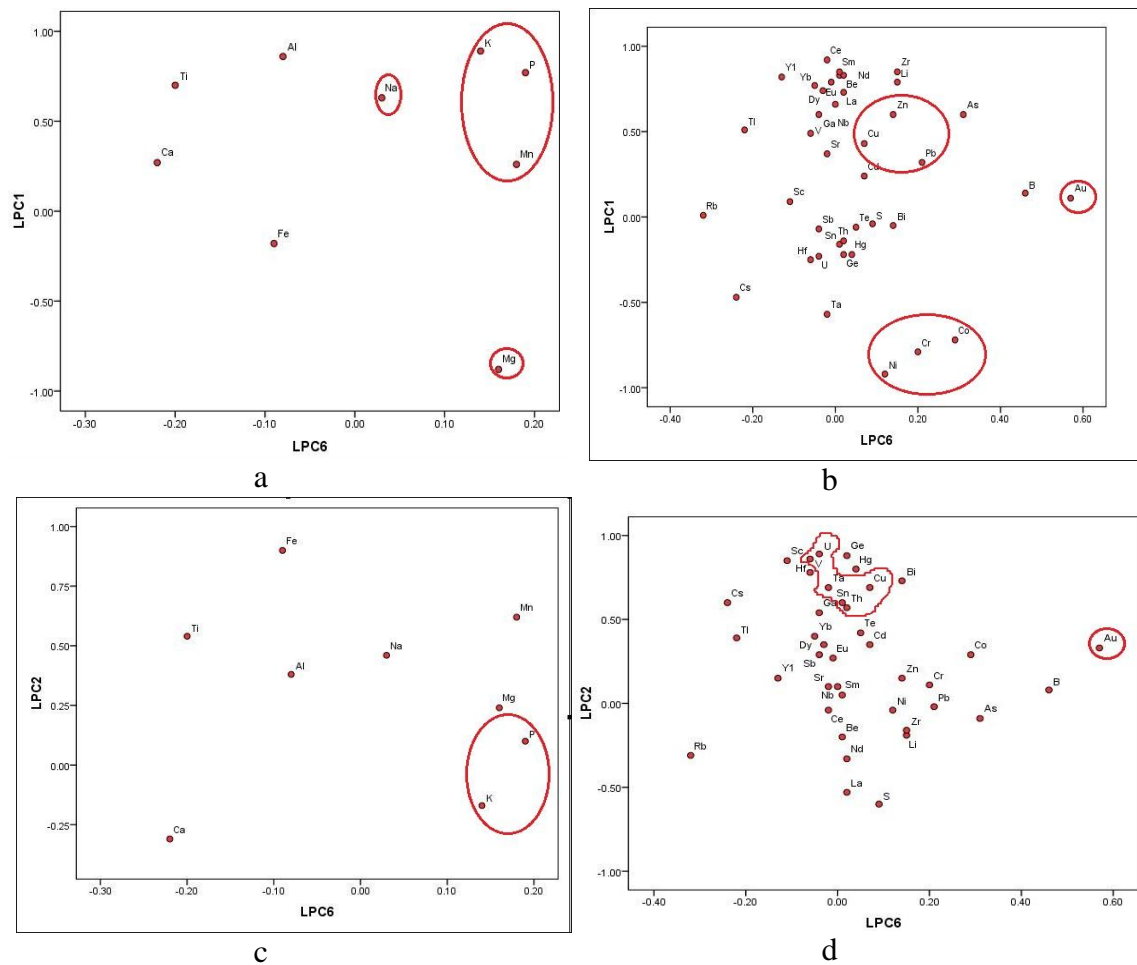 1.00
0.50
0.00
-0.50
-1.00
LPC1
K
Al
P
Ti
Na
Ca
Mn
Fe
Mg
-0.30 -0.20 -0.10 0.00 0.10 0.20
LPC6
a
1.00
0.50
0.00
-0.50
-1.00
LPC1
Ce
Sm
Y1 Nd Zr
Yb Li
Be
Eu
Dy La Zn As
Ga Nb
Tl V Cu
Sr Pb
Cd
B Au
Sc
Rb
Sb Te S Bi
Sn Th
Hf Hg
U Ge
Cs
Ta
Co
Cr
Ni
-0.40 -0.20 0.00 0.20 0.40 0.60
LPC6
b
1.00
0.75
0.50
0.25
0.00
-0.25
LPC2
Fe
Mn
Ti
Na
Al
Mg
P
K
Ca
-0.30 -0.20 -0.10 0.00 0.10 0.20
LPC6
c
1.00
0.50
0.00
-0.50
-1.00
LPC2
U Ge
Sc
V Hg
Hf Bi
Ta Cu
Cs Sn Th
Ga
Tl Yb Te
Dy Eu Cd Co Au
Sb
Y1 Zn
Sr Sm Cr B
Nb Ni Pb
Ce As
Be Zr
Li
Rb Nd
La
S
-0.40 -0.20 0.00 0.20 0.40 0.60
LPC6
d